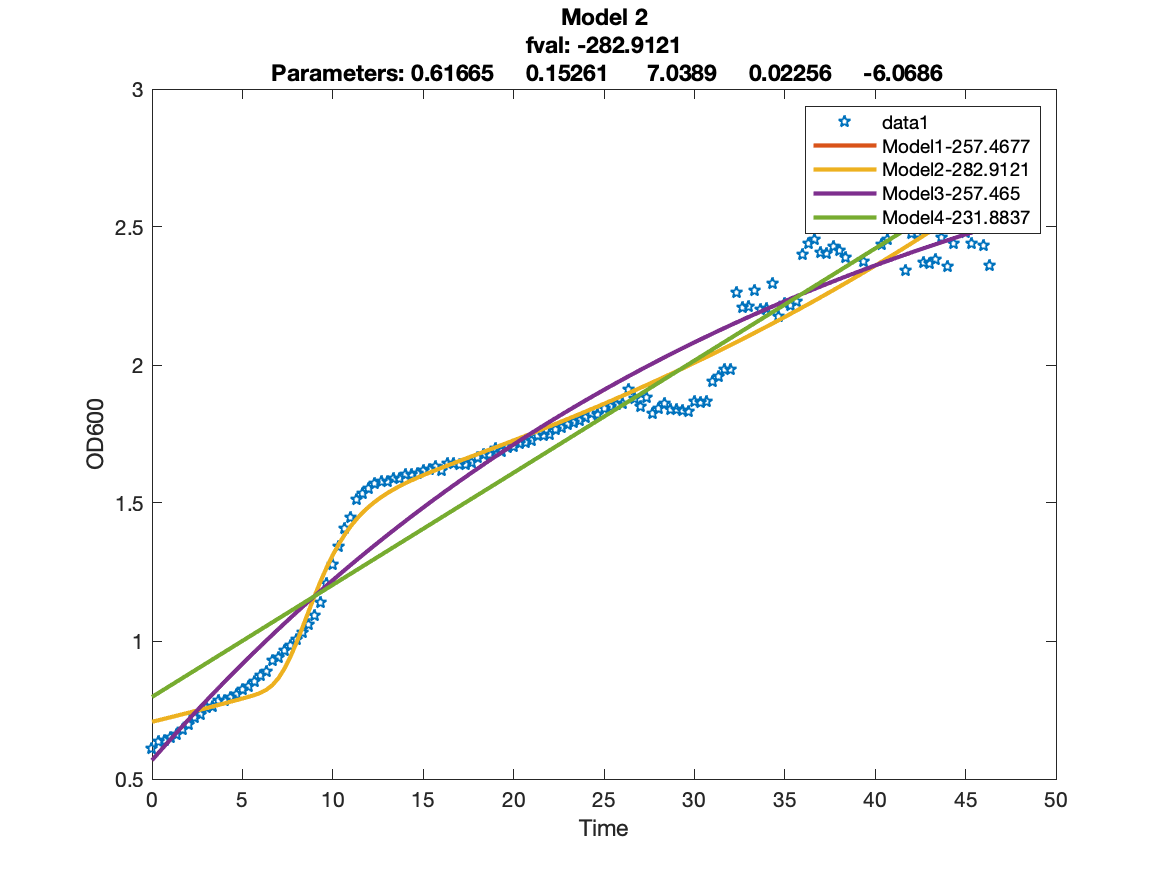 Model 2
fval: -282.9121
Parameters: 0.61665 0.15261 7.0389 0.02256 -6.0686
3
2.5
2
1.5
1
0.5
OD600
data1
Model1-257.4677
Model2-282.9121
Model3-257.465
Model4-231.8837
0 5 10 15 20 25 30 35 40 45 50
Time